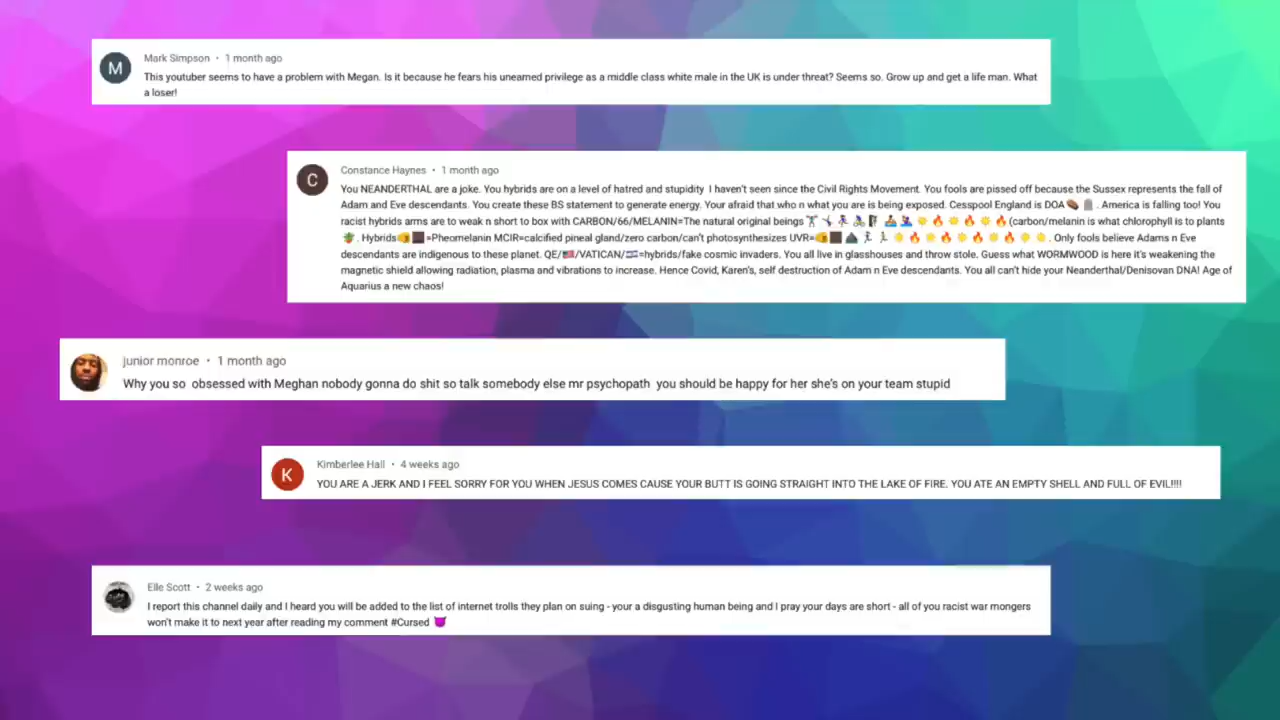 M
Mark Simpson • 1 month ago
This youtuber seems to have a problem with Megan. Is it because he fears his unearned privilege as a middle class white male in the UK is under threat? Seems so. Grow up and get a life man. What
a loser!
C
Constance Haynes • 1 month ago
You NEANDERTHAL are a joke. You hybrids are on a level of hatred and stupidity I haven't seen since the Civil Rights Movement. You fools are pissed off because the Sussex represents the fall of
Adam and Eve descendants. You create these BS statement to generate energy. Your afraid that who n what you are is being exposed. Cesspool England is DOA ⚰️ 🪦 . America is falling too! You
racist hybrids arms are to weak n short to box with CARBON/66/MELANIN=The natural original beings 🔥 ☀️ 🔥 ☀️ 🔥 (carbon/melanin is what chlorophyll is to plants
🪴 . Hybrids =Pheomelanin MCIR=calcified pineal gland/zero carbon/can't photosynthesizes UVR= . Only fools believe Adams n Eve
descendants are indigenous to these planet. QE/🇺🇸/VATICAN/🇮🇱=hybrids/fake cosmic invaders. You all live in glasshouses and throw stole. Guess what WORMWOOD is here it's weakening the
magnetic shield allowing radiation, plasma and vibrations to increase. Hence Covid, Karen's, self destruction of Adam n Eve descendants. You all can't hide your Neanderthal/Denisovan DNA! Age of
Aquarius a new chaos!
junior monroe • 1 month ago
Why you so obsessed with Meghan nobody gonna do shit so talk somebody else mr psychopath you should be happy for her she's on your team stupid
K
Kimberlee Hall • 4 weeks ago
YOU ARE A JERK AND I FEEL SORRY FOR YOU WHEN JESUS COMES CAUSE YOUR BUTT IS GOING STRAIGHT INTO THE LAKE OF FIRE. YOU ATE AN EMPTY SHELL AND FULL OF EVIL!!!!
Elle Scott • 2 weeks ago
I report this channel daily and I heard you will be added to the list of internet trolls they plan on suing - your a disgusting human being and I pray your days are short - all of you racist war mongers
won't make it to next year after reading my comment #Cursed 😈